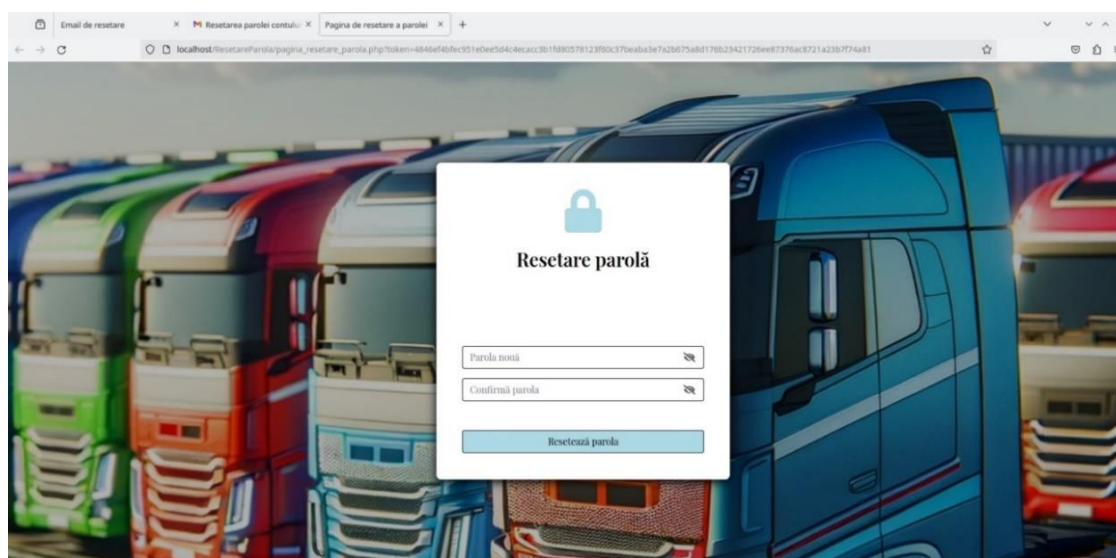 Email de resetare
Resetarea parolei contului
Pagina de resetare a parolei
localhost/ResetareParola/pagina_resetare_parola.php?token=4846ef4bfec951e0ee5d4c4ecacc3b1fd80578123f80c37beaba3e7a2b675a8d176b23421726ee87376ac8721a23b7f74a81
Resetare parolă
Parola nouă
Confirmă parola
Resetează parola